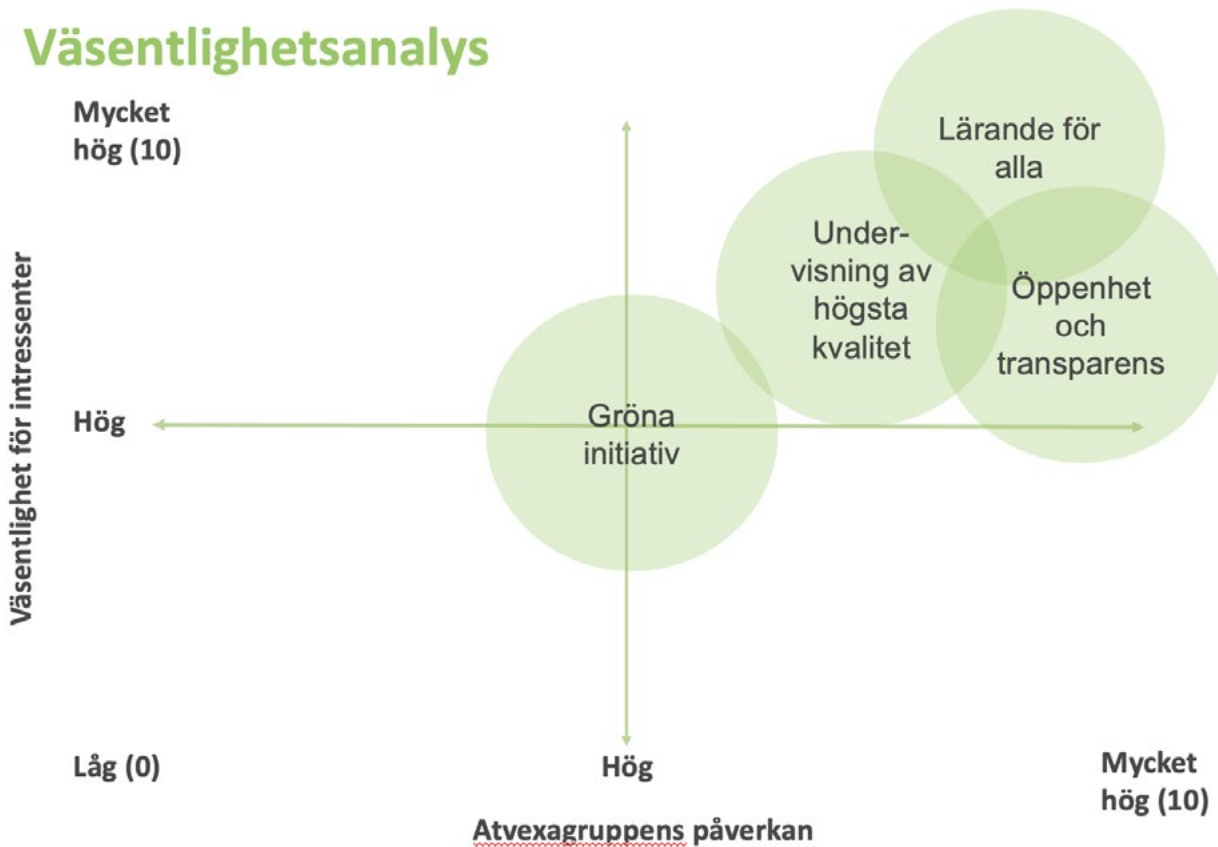 Väsentlighetsanalys
Mycket
hög (10)
Lärande för
alla
Under-
visning av
högsta
kvalitet
Öppenhet
och
transparens
Väsentlighet för intressenter
Hög
Gröna
initiativ
Låg (0)
Hög
Mycket
hög (10)
Atvexagruppens påverkan